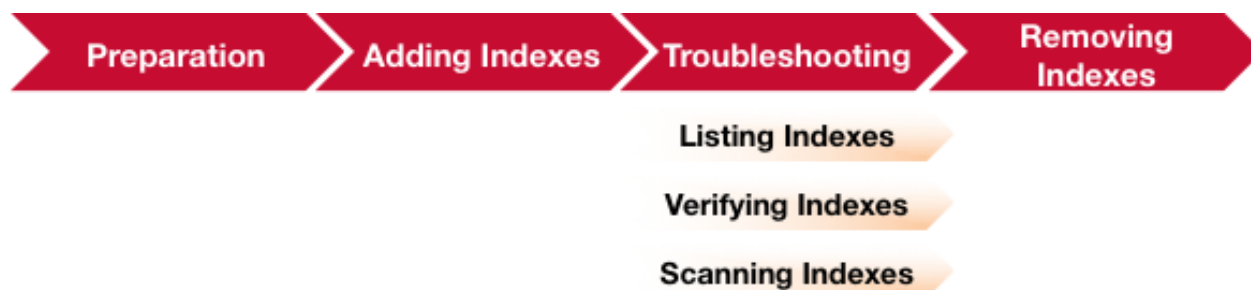 Preparation
Adding Indexes
Troubleshooting
Removing
Indexes
Listing Indexes
Verifying Indexes
Scanning Indexes